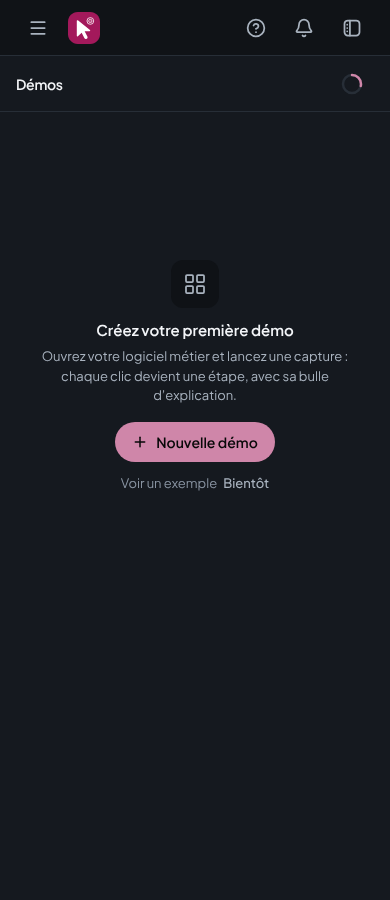 Démos
Créez votre première démo
Ouvrez votre logiciel métier et lancez une capture :
chaque clic devient une étape, avec sa bulle
d'explication.
Nouvelle démo
Voir un exemple Bientôt